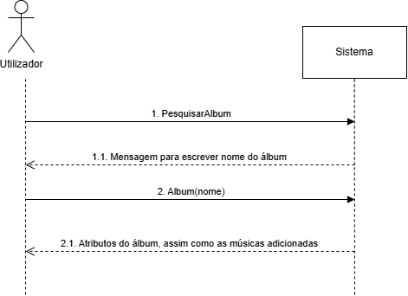 Utilizador
Sistema
1. PesquisarAlbum
1.1. Mensagem para escrever nome do álbum
2. Album(nome)
2.1. Atributos do álbum, assim como as músicas adicionadas